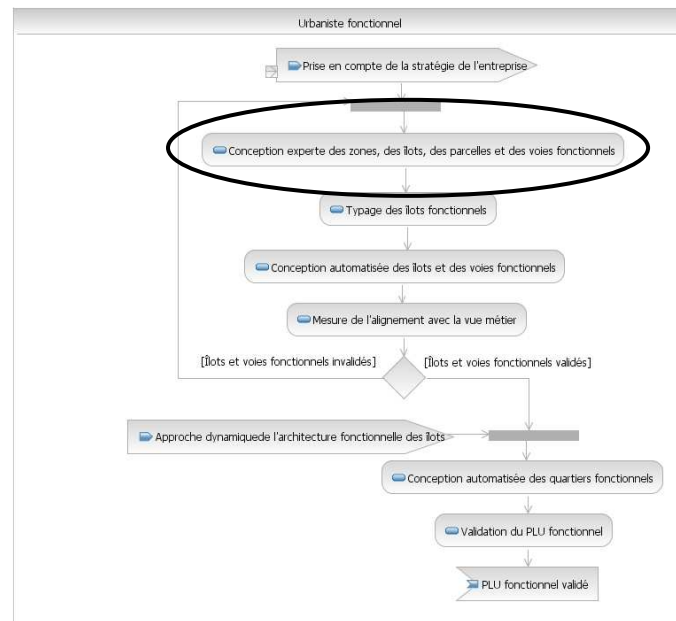 Urbaniste fonctionnel
Prise en compte de la stratégie de l'entreprise
Conception experte des zones, des îlots, des parcelles et des voies fonctionnels
Typage des îlots fonctionnels
Conception automatisée des îlots et des voies fonctionnels
Mesure de l'alignement avec la vue métier
[Îlots et voies fonctionnels invalidés]
[Îlots et voies fonctionnels validés]
Approche dynamiquede l'architecture fonctionnelle des îlots
Conception automatisée des quartiers fonctionnels
Validation du PLU fonctionnel
PLU fonctionnel validé